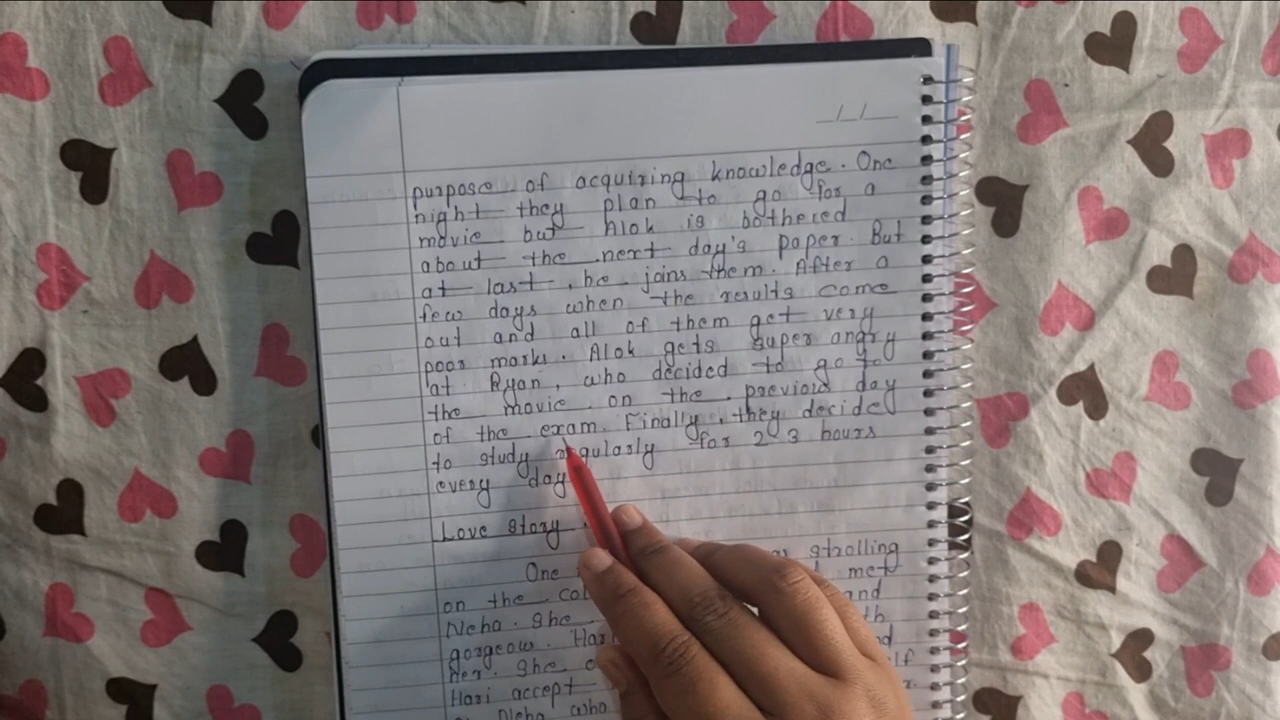 _/_/_
purpose of acquiring knowledge. One
night they plan to go for a
movie but Alok is bothered
about the next day's paper. But
at last, he joins them. After a
few days when the results come
out and all of them get very
poor marks. Alok gets super angry
at Ryan, who decided to go to
the movie on the previous day
of the exam. Finally, they decided
to study regularly for 2-3 hours
every day
Love story.
One strolling
on the met
Neha. She and
gorgeous.
her. She
Hari accept
Neha who